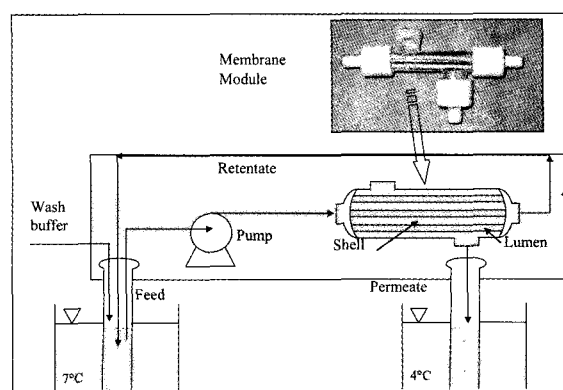 Membrane
Module
Retentate
Wash
buffer
Pump
Shell
Lumen
Feed
Permeate
7°C
4°C